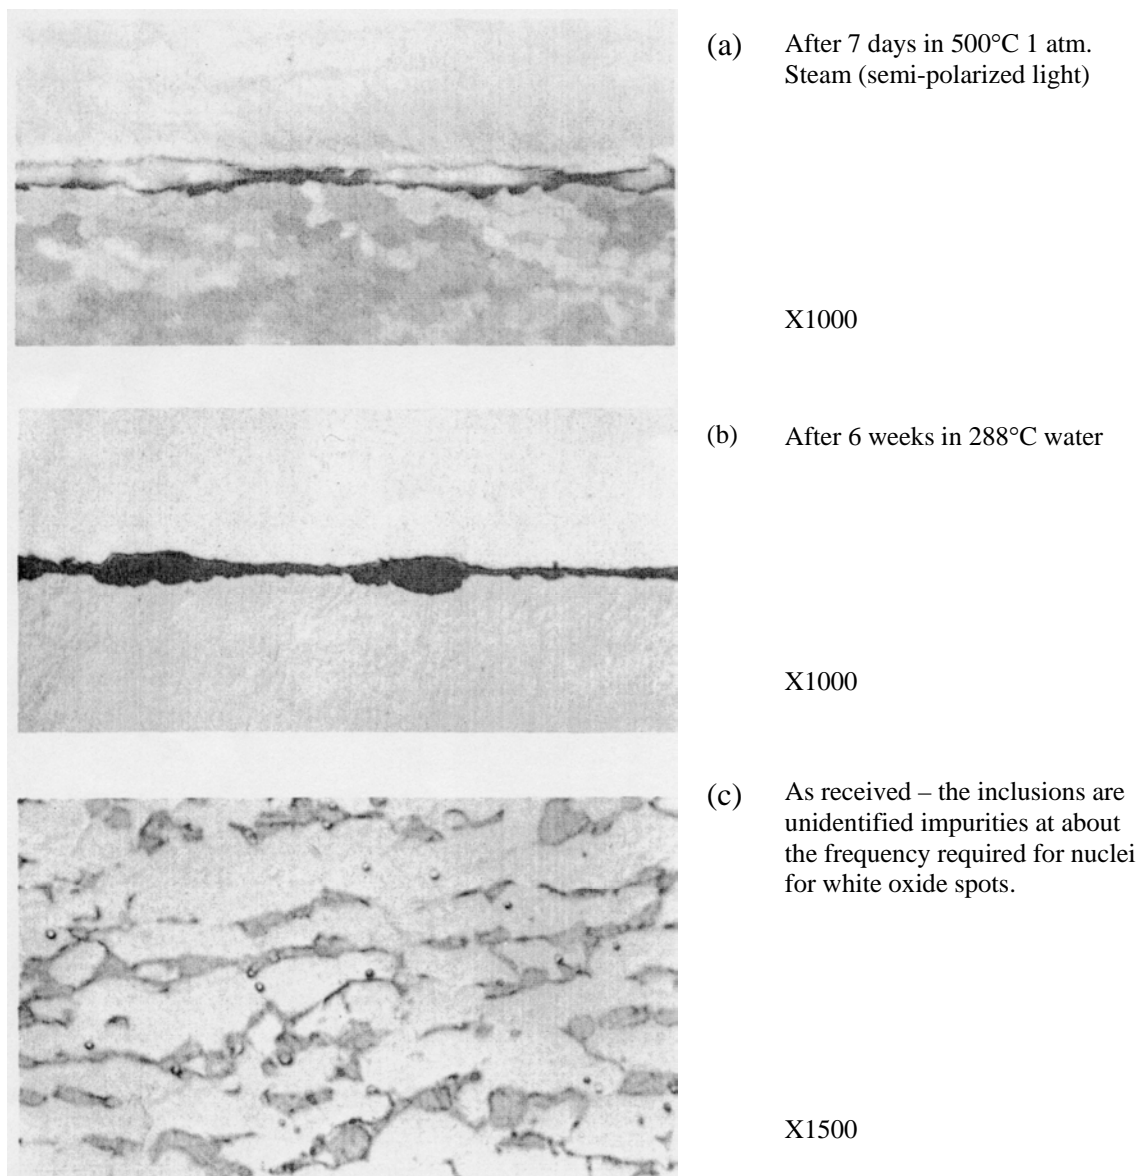 (a) After 7 days in 500°C 1 atm.
Steam (semi-polarized light)
X1000
(b) After 6 weeks in 288°C water
X1000
(c) As received – the inclusions are
unidentified impurities at about
the frequency required for nuclei
for white oxide spots.
X1500